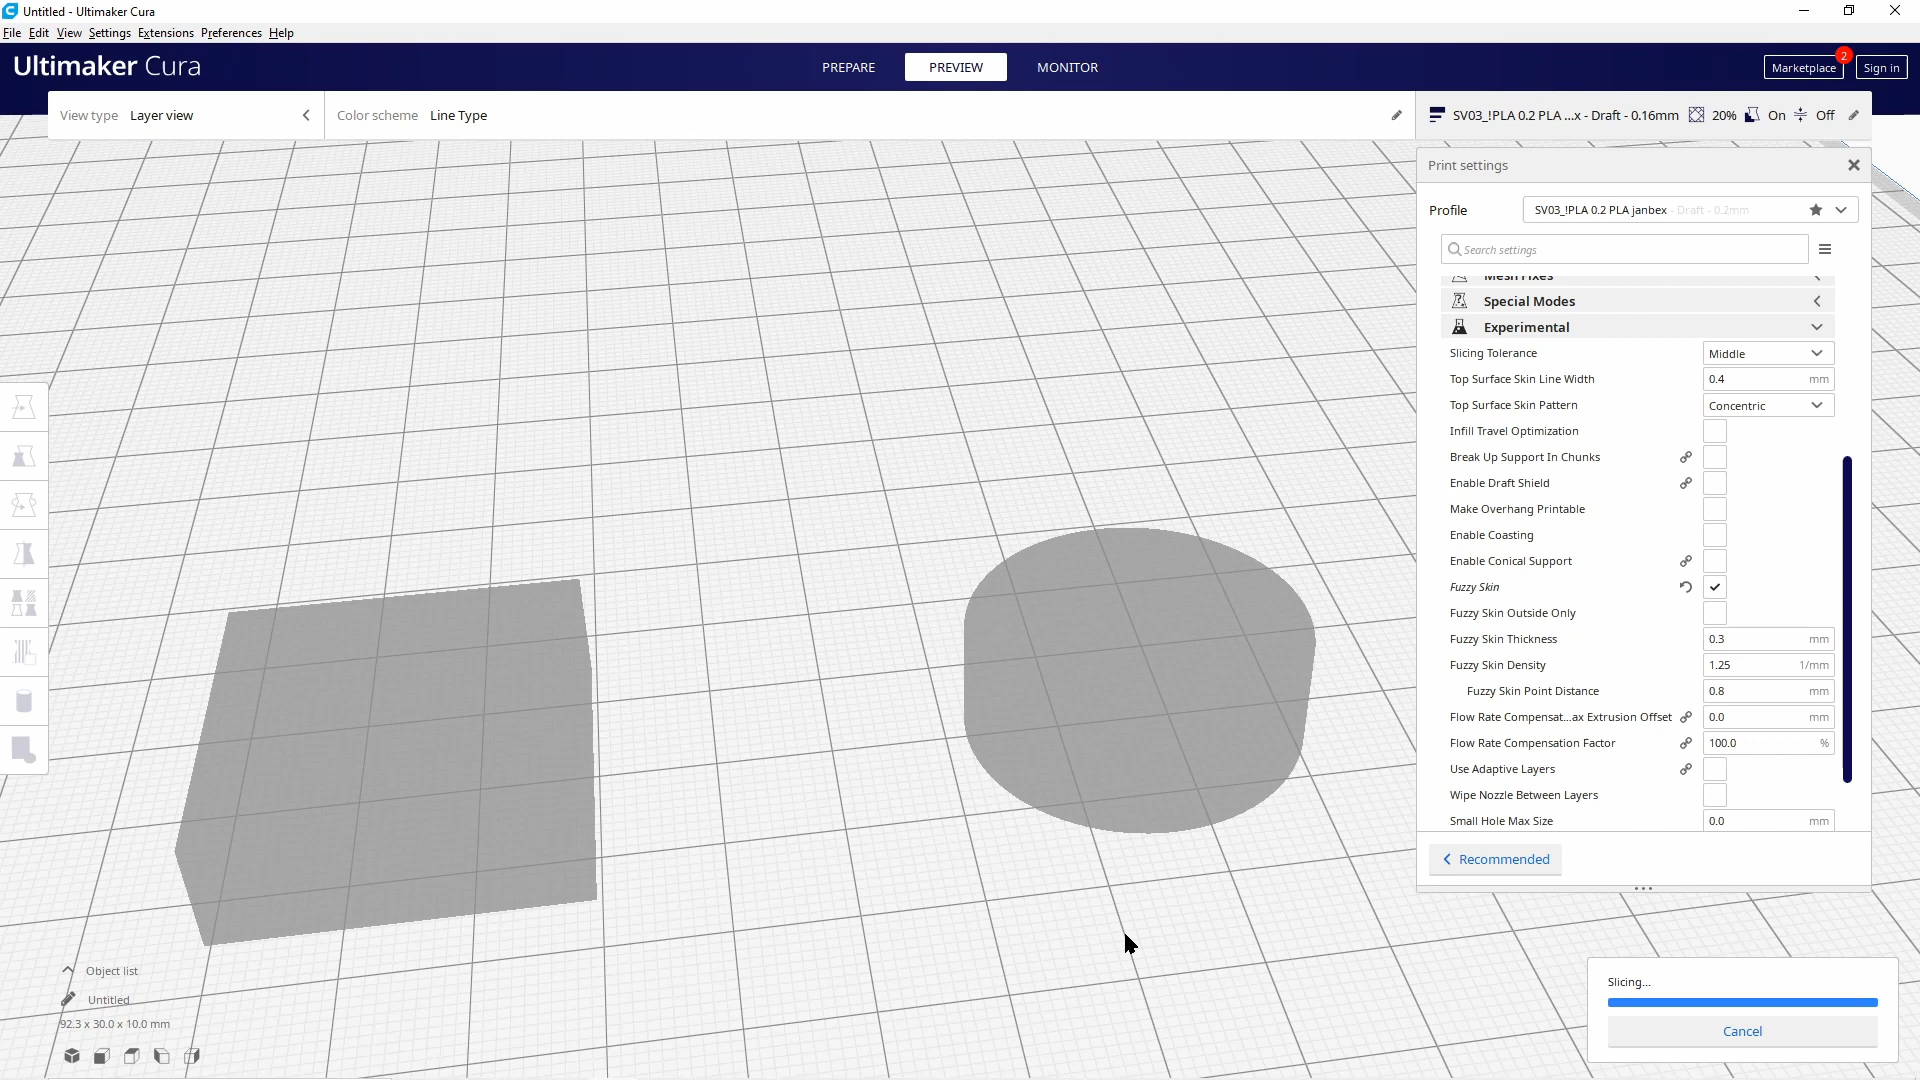 Untitled - Ultimaker Cura
File Edit View Settings Extensions Preferences Help
Ultimaker Cura
PREPARE PREVIEW MONITOR
Marketplace 2 Sign in
View type Layer view Color scheme Line Type
SV03_!PLA 0.2 PLA ...x - Draft - 0.16mm 20% On Off
Print settings
Profile SV03_!PLA 0.2 PLA janbex - Draft - 0.2mm
Search settings
Mesh Fixes
Special Modes
Experimental
Slicing Tolerance Middle
Top Surface Skin Line Width 0.4 mm
Top Surface Skin Pattern Concentric
Infill Travel Optimization
Break Up Support In Chunks
Enable Draft Shield
Make Overhang Printable
Enable Coasting
Enable Conical Support
Fuzzy Skin
Fuzzy Skin Outside Only
Fuzzy Skin Thickness 0.3 mm
Fuzzy Skin Density 1.25 1/mm
Fuzzy Skin Point Distance 0.8 mm
Flow Rate Compensat...ax Extrusion Offset 0.0 mm
Flow Rate Compensation Factor 100.0 %
Use Adaptive Layers
Wipe Nozzle Between Layers
Small Hole Max Size 0.0 mm
Recommended
Object list
Untitled
92.3 x 30.0 x 10.0 mm
Slicing...
Cancel